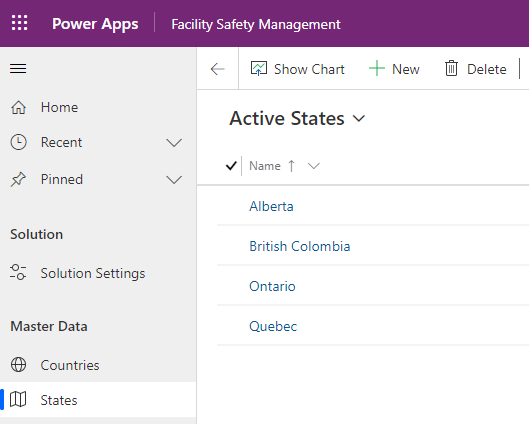 Power Apps Facility Safety Management
Show Chart New Delete
Home
Recent
Pinned
Solution
Solution Settings
Master Data
Countries
States
Active States
Name
Alberta
British Colombia
Ontario
Quebec